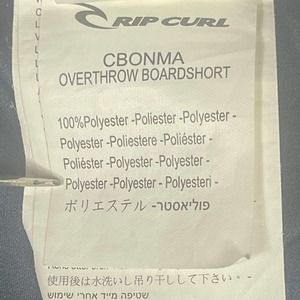 RIP CURL
CBONMA
OVERTHROW BOARDSHORT
100%Polyester -Poliester -Polyester -
Polyester -Poliestere -Poliéster -
Poliéster -Polyester -Polyester -
Polyester -Polyester - Polyesteri -
ポリエステル -פוליאסטר
使用後は水洗いし吊り干しして下さい。-
שטיפה מייד אחרי שימוש